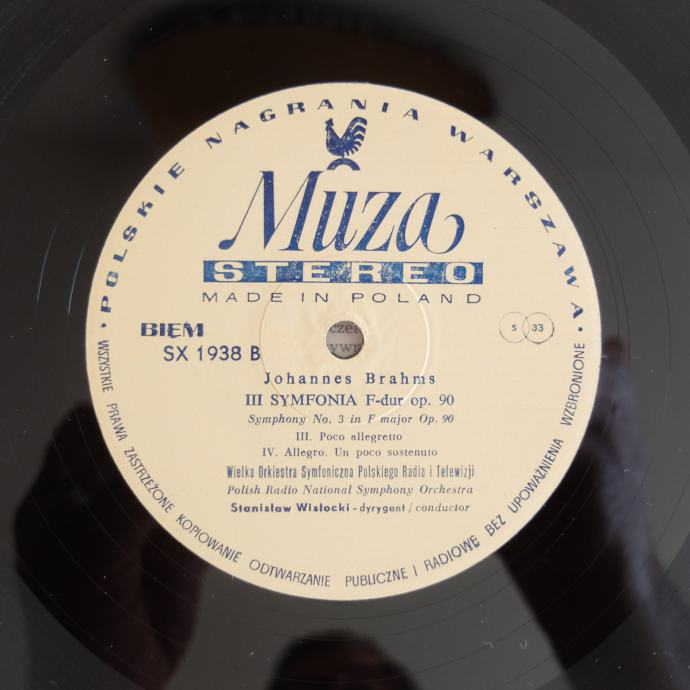 • POLSKIE NAGRANIA WARSZAWA •
Muza
STEREO
MADE IN POLAND
BIEM
SX 1938 B
S 33
Johannes Brahms
III SYMFONIA F-dur op. 90
Symphony No. 3 in F major Op. 90
III. Poco allegretto
IV. Allegro. Un poco sostenuto
Wielka Orkiestra Symfoniczna Polskiego Radia i Telewizji
Polish Radio National Symphony Orchestra
Stanisław Wisłocki - dyrygent / conductor
WSZYSTKIE PRAWA ZASTRZEŻONE KOPIOWANIE ODTWARZANIE PUBLICZNE I RADIOWE BEZ UPOWAŻNIENIA WZBRONIONE